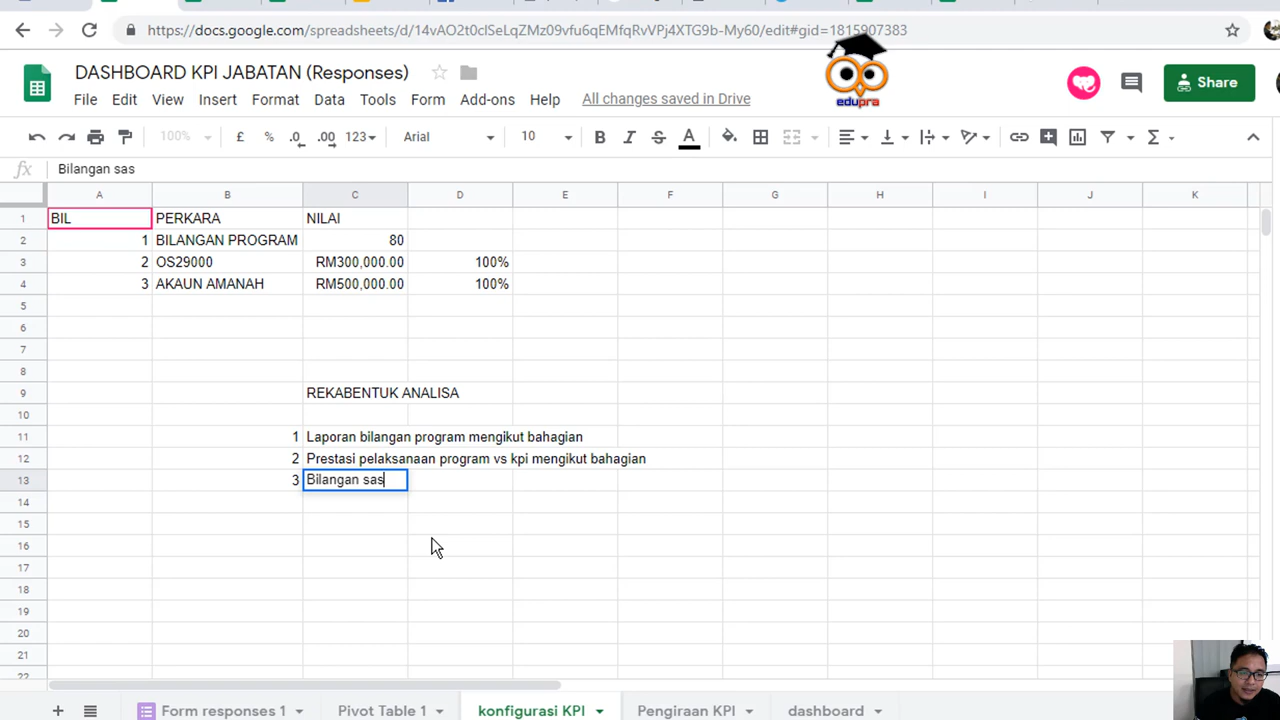 https://docs.google.com/spreadsheets/d/14vAO2t0clSeLqZMz09vfu6qEMfqRvVPj4XTG9b-My60/edit#gid=1815907383
DASHBOARD KPI JABATAN (Responses)
File Edit View Insert Format Data Tools Form Add-ons Help All changes saved in Drive
edupra
Share
100% £ % .0 .00 123 Arial 10 B I S A
fx Bilangan sas
A B C D E F G H I J K
1 BIL PERKARA NILAI
2 1 BILANGAN PROGRAM 80
3 2 OS29000 RM300,000.00 100%
4 3 AKAUN AMANAH RM500,000.00 100%
5
6
7
8
9 REKABENTUK ANALISA
10
11 1 Laporan bilangan program mengikut bahagian
12 2 Prestasi pelaksanaan program vs kpi mengikut bahagian
13 3 Bilangan sas
14
15
16
17
18
19
20
21
22
Form responses 1 Pivot Table 1 konfigurasi KPI Pengiraan KPI dashboard